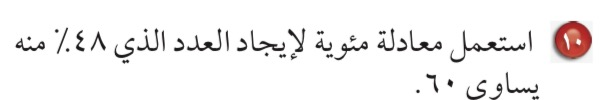 ١٠ استعمل معادلة مئوية لإيجاد العدد الذي ٤٨٪ منه
يساوي ٦٠.